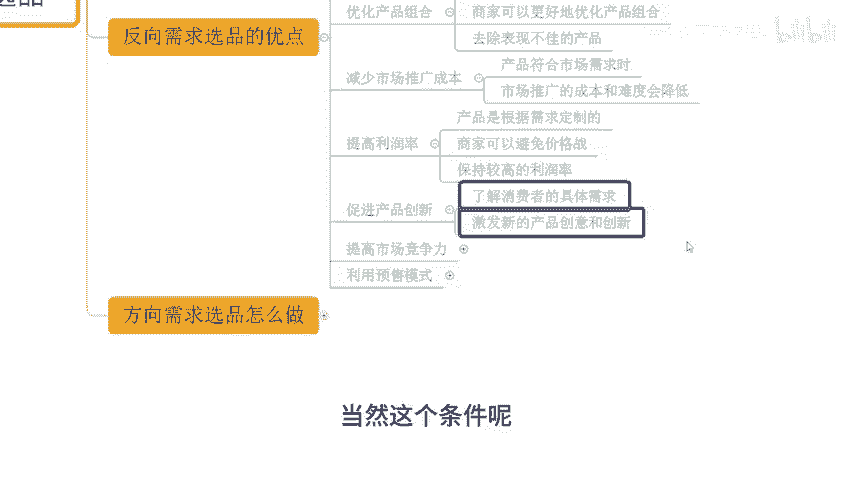 选品
优化产品组合
商家可以更好地优化产品组合
去除表现不佳的产品
反向需求选品的优点
减少市场推广成本
产品符合市场需求时
市场推广的成本和难度会降低
提高利润率
产品是根据需求定制的
商家可以避免价格战
保持较高的利润率
促进产品创新
了解消费者的具体需求
激发新的产品创意和创新
提高市场竞争力
利用预售模式
方向需求选品怎么做
当然这个条件呢
bilibili